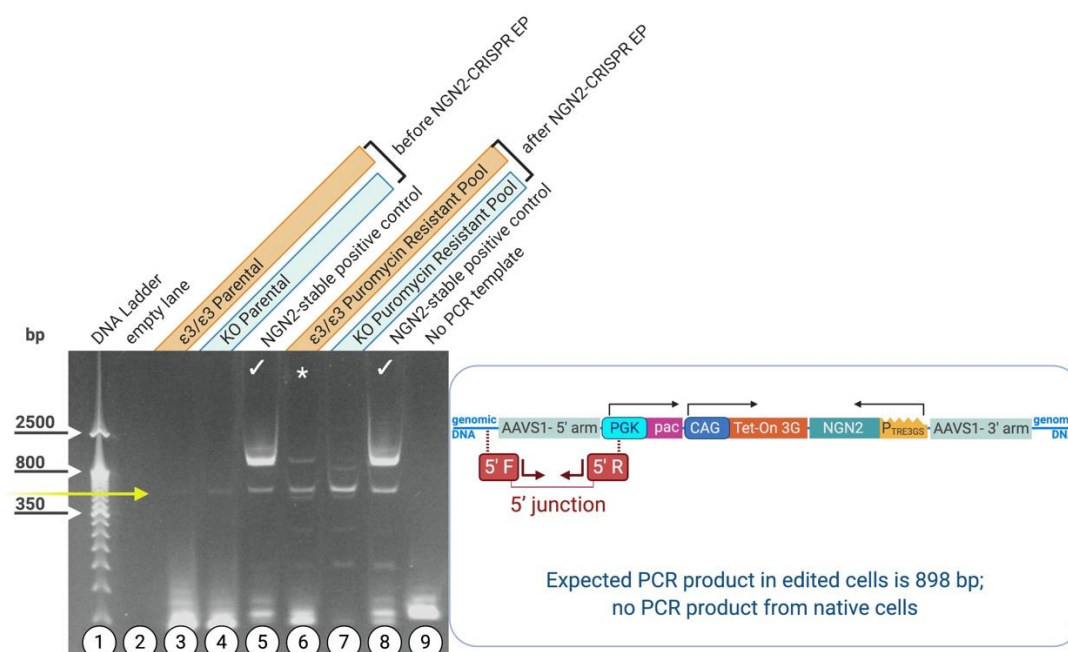 before NGN2-CRISPR EP
after NGN2-CRISPR EP
DNA Ladder
empty lane
ε3/ε3 Parental
KO Parental
NGN2-stable positive control
ε3/ε3 Puromycin Resistant Pool
KO Puromycin Resistant Pool
NGN2-stable positive control
No PCR template
bp
✓
*
✓
2500
800
350
1 2 3 4 5 6 7 8 9
genomic
DNA
AAVS1- 5' arm
PGK
pac
CAG
Tet-On 3G
NGN2
PTRE3GS
AAVS1- 3' arm
5' F
5' R
5' junction
Expected PCR product in edited cells is 898 bp;
no PCR product from native cells